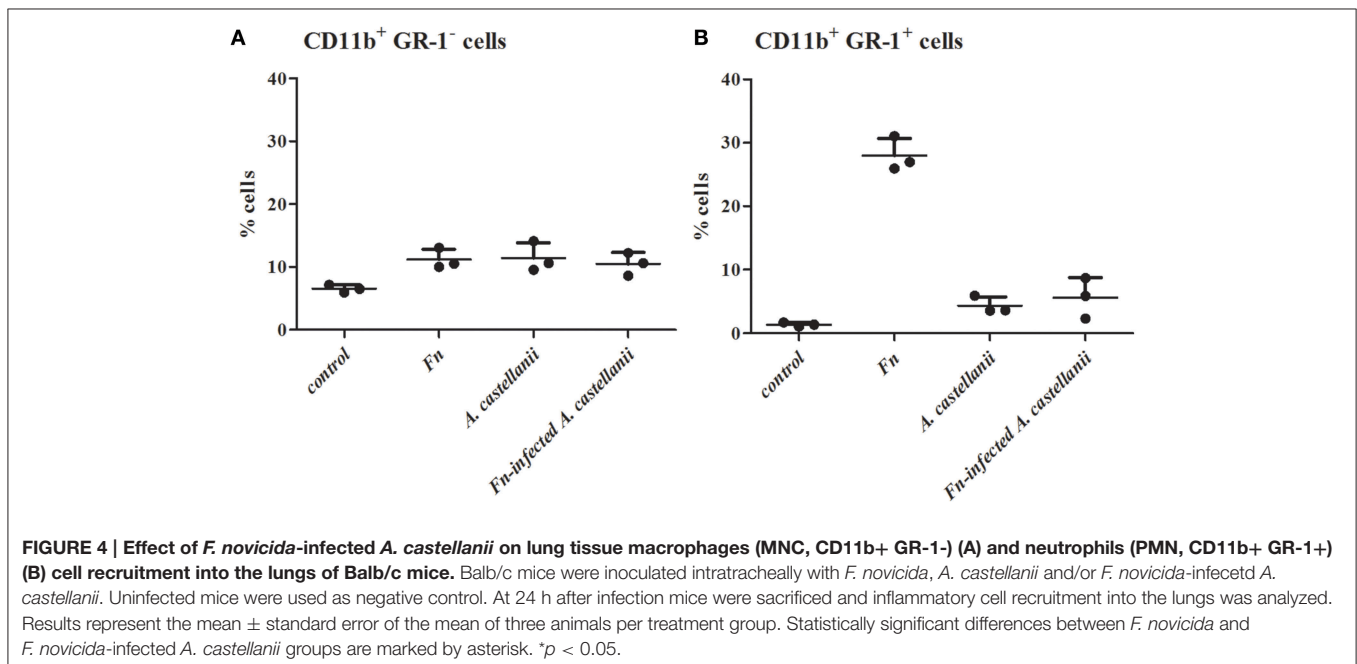 A CD11b+ GR-1- cells
40
30
20
10
0
% cells
control
Fn
A. castellanii
Fn-infected A. castellanii
B CD11b+ GR-1+ cells
40
30
20
10
0
% cells
control
Fn
A. castellanii
Fn-infected A. castellanii
FIGURE 4 | Effect of F. novicida-infected A. castellanii on lung tissue macrophages (MNC, CD11b+ GR-1-) (A) and neutrophils (PMN, CD11b+ GR-1+)
(B) cell recruitment into the lungs of Balb/c mice. Balb/c mice were inoculated intratracheally with F. novicida, A. castellanii and/or F. novicida-infecetd A.
castellanii. Uninfected mice were used as negative control. At 24 h after infection mice were sacrificed and inflammatory cell recruitment into the lungs was analyzed.
Results represent the mean ± standard error of the mean of three animals per treatment group. Statistically significant differences between F. novicida and
F. novicida-infected A. castellanii groups are marked by asterisk. *p < 0.05.